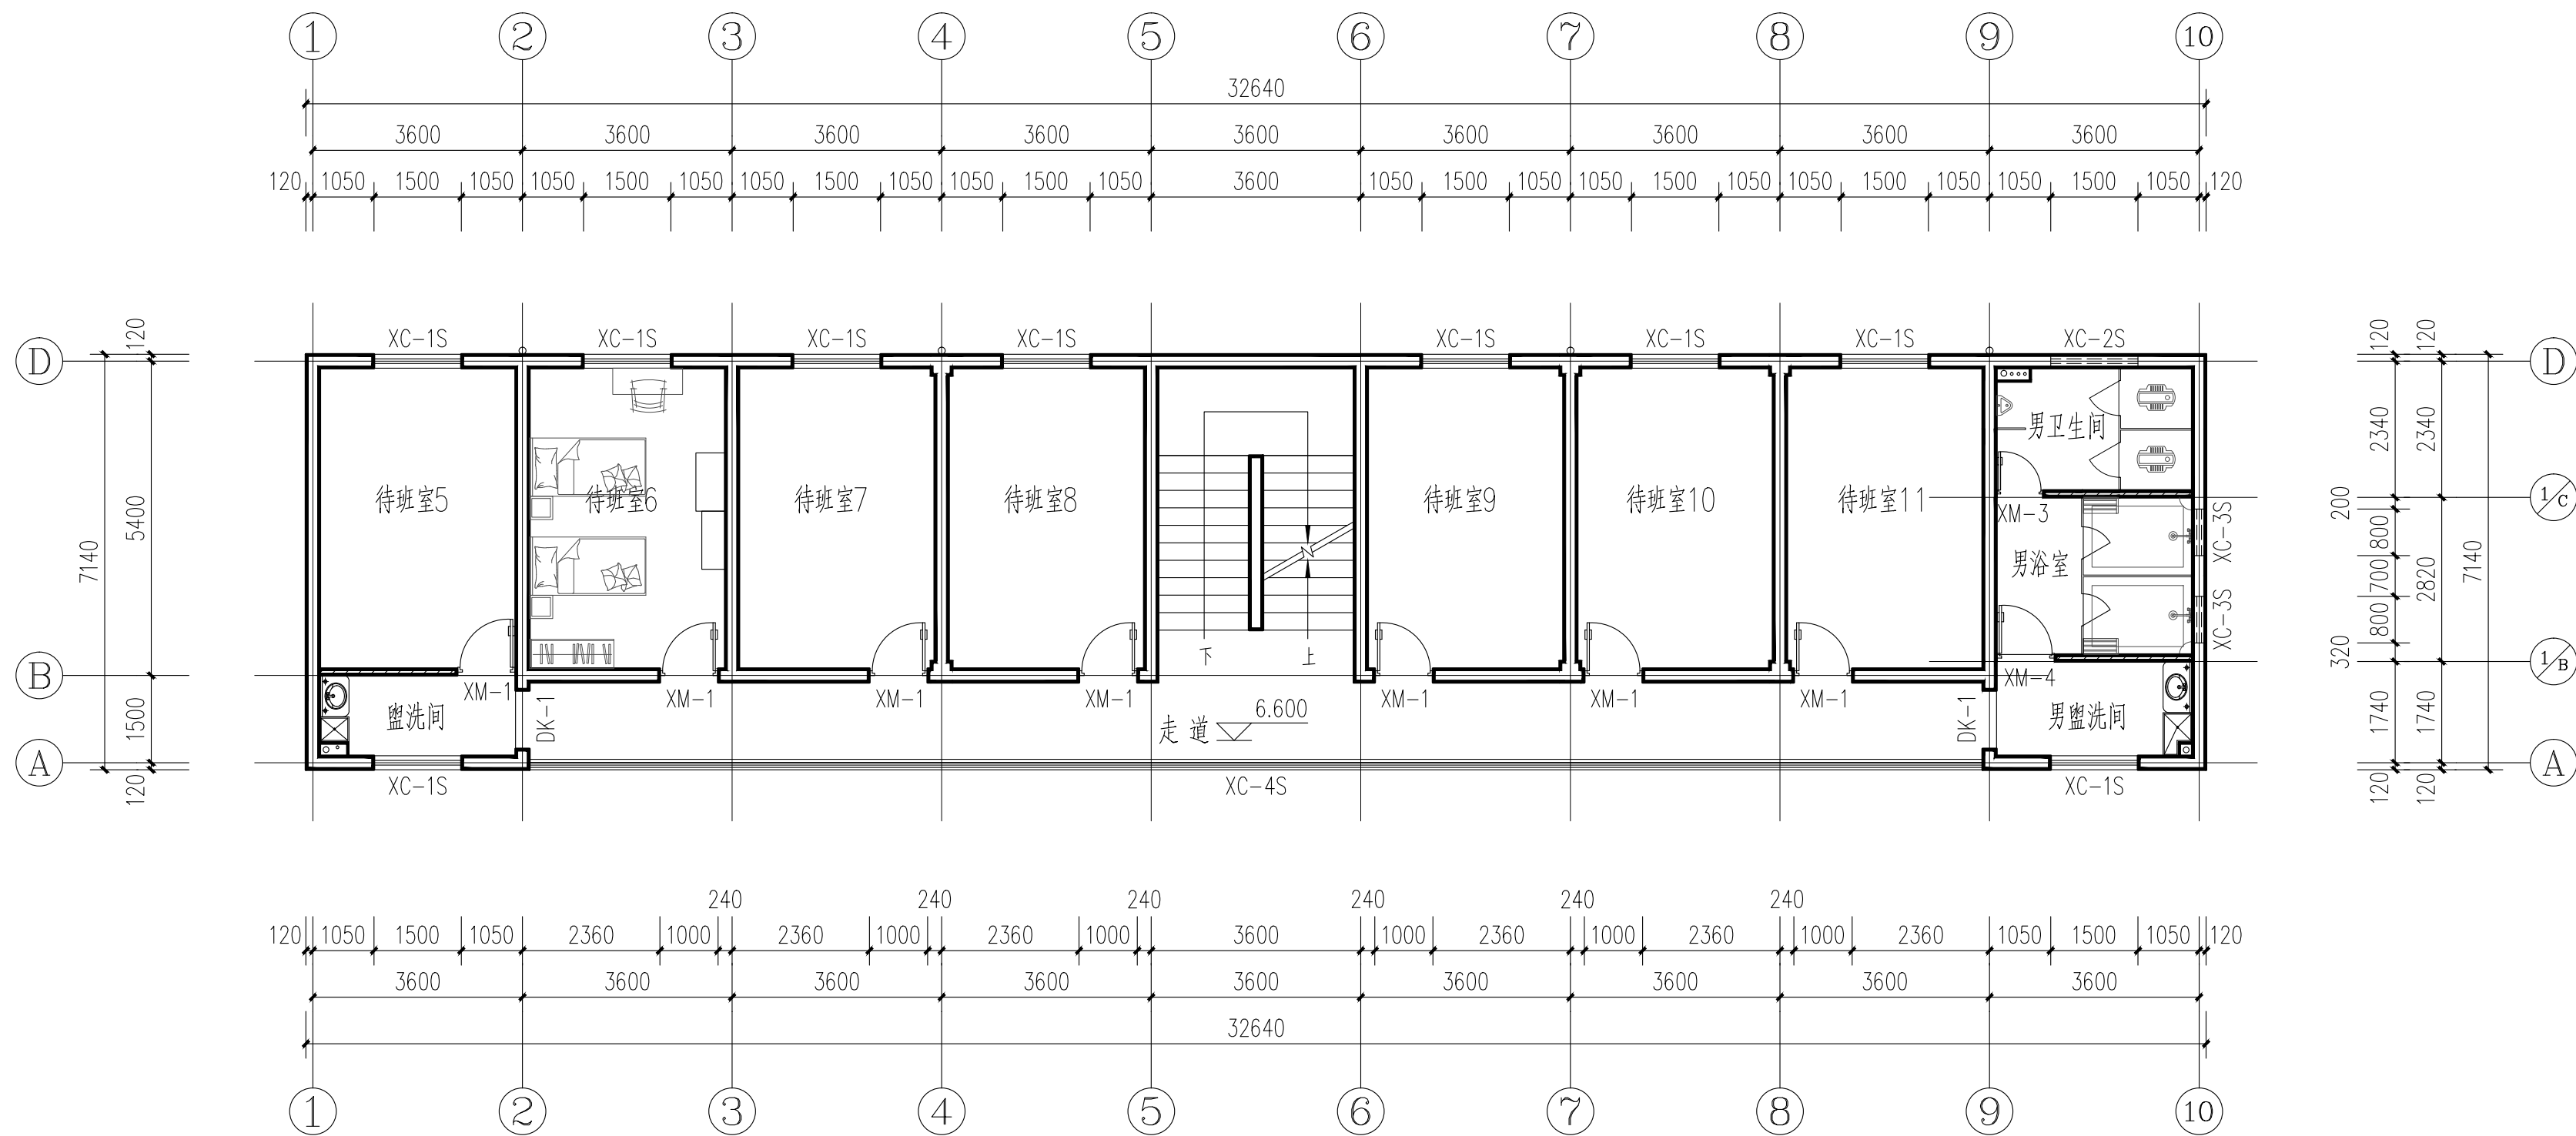 1 2 3 4 5 6 7 8 9 10
32640
3600 3600 3600 3600 3600 3600 3600 3600 3600
120 1050 1500 1050 1050 1500 1050 1050 1500 1050 1050 1500 1050 3600 1050 1500 1050 1050 1500 1050 1050 1500 1050 1050 1500 1050 120
XC-1S XC-1S XC-1S XC-1S XC-1S XC-1S XC-1S XC-2S
D
B
A
120
5400
1500
120
7140
待班室5 待班室6 待班室7 待班室8 待班室9 待班室10 待班室11
男卫生间
XM-3
男浴室
XM-4
男盥洗间
盥洗间
下 上
XM-1 XM-1 XM-1 XM-1 XM-1 XM-1 XM-1
DK-1 DK-1
走道 6.600
XC-3S
XC-3S
XC-1S XC-4S XC-1S
120
2340
200
800
700
800
320
1740
120
120
2340
2820
1740
120
7140
D
1/C
1/B
A
240 240 240 240 240 240
120 1050 1500 1050 2360 1000 2360 1000 2360 1000 3600 1000 2360 1000 2360 1000 2360 1050 1500 1050 120
3600 3600 3600 3600 3600 3600 3600 3600 3600
32640
1 2 3 4 5 6 7 8 9 10